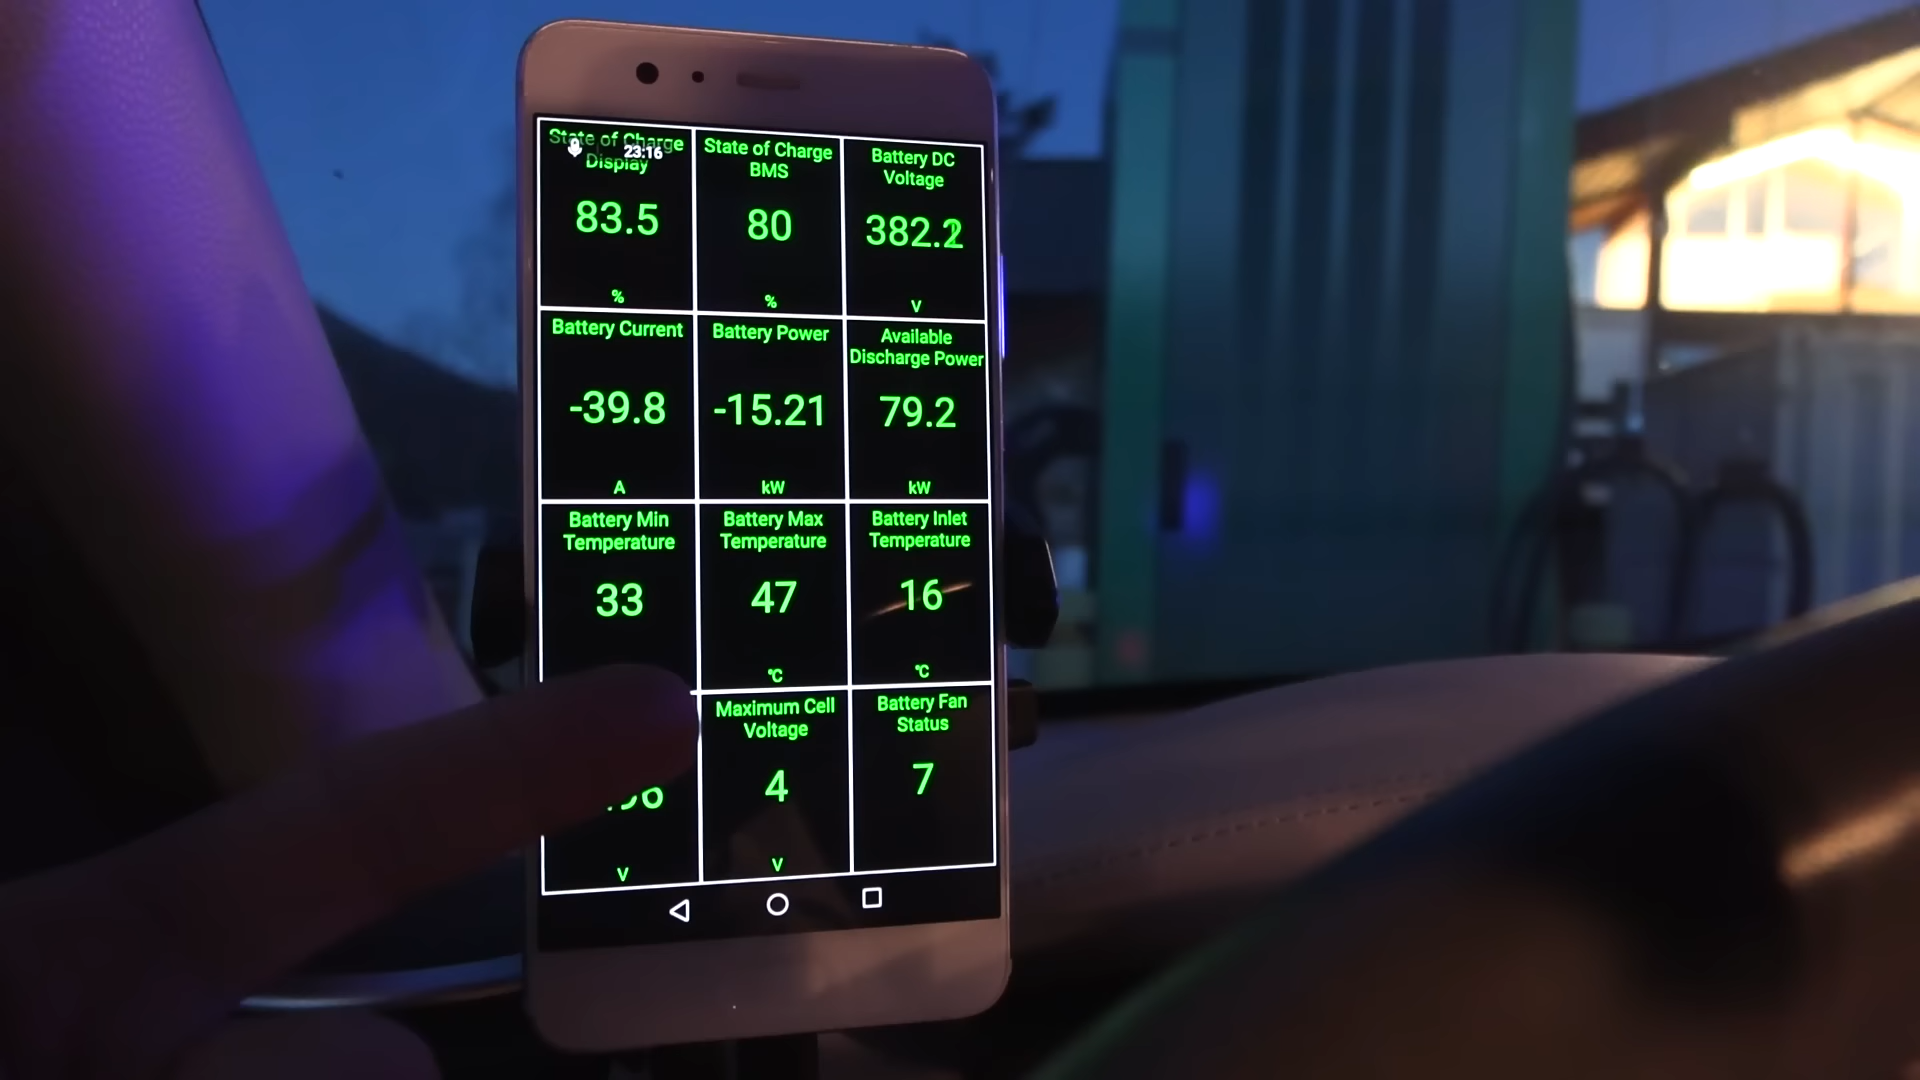 State of Charge
Display
23:16
83.5
%
State of Charge
BMS
80
%
Battery DC
Voltage
382.2
V
Battery Current
-39.8
A
Battery Power
-15.21
kW
Available
Discharge Power
79.2
kW
Battery Min
Temperature
33
Battery Max
Temperature
47
°C
Battery Inlet
Temperature
16
°C
V
Maximum Cell
Voltage
4
V
Battery Fan
Status
7